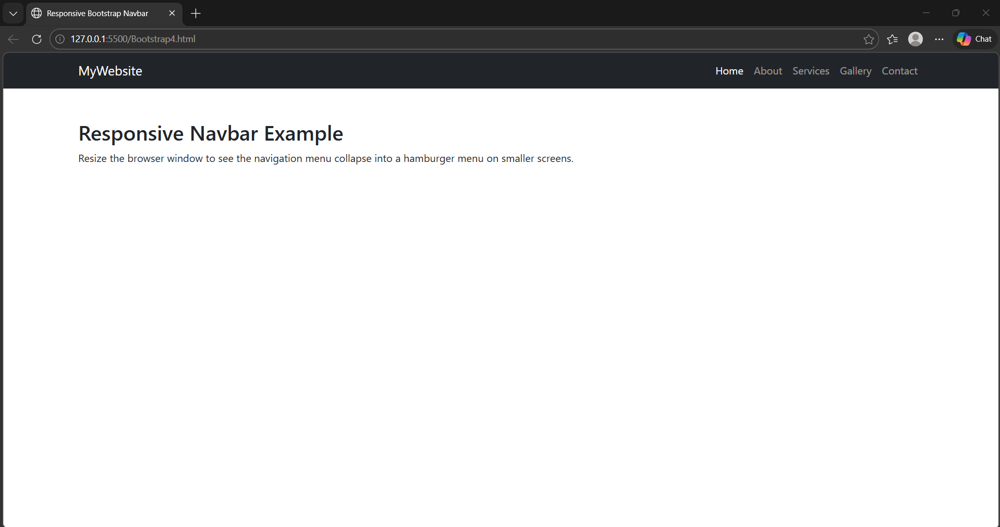 Responsive Bootstrap Navbar
127.0.0.1:5500/Bootstrap4.html
Chat
MyWebsite
Home About Services Gallery Contact
Responsive Navbar Example
Resize the browser window to see the navigation menu collapse into a hamburger menu on smaller screens.